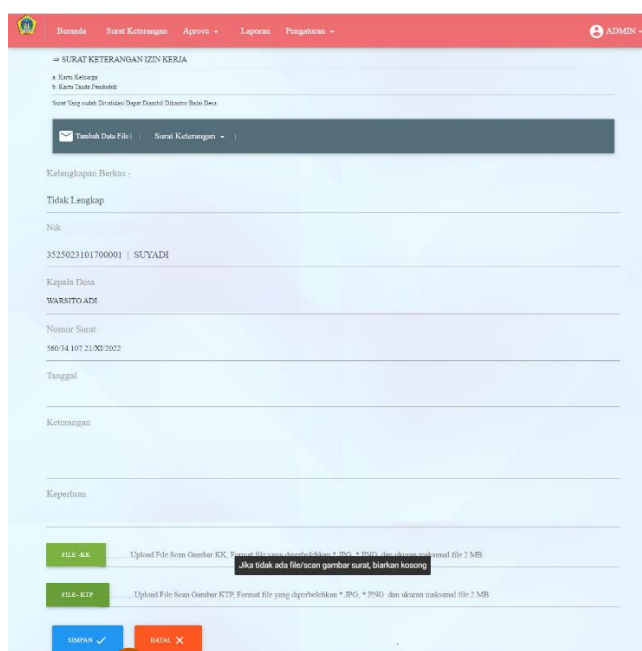 Beranda Surat Keterangan Aprove Laporan Pengaturan ADMIN
⇒ SURAT KETERANGAN IZIN KERJA
a. Kartu Keluarga
b. Kartu Tanda Penduduk
Surat Yang sudah Divalidasi Dapat Diambil Dikantor Balai Desa
Tambah Data File | | Surat Keterangan |
Kelengkapan Berkas :
Tidak Lengkap
Nik
3525023101700001 | SUYADI
Kepala Desa
WARSITO ADI
Nomor Surat
560/34.107.21/XI/2022
Tanggal
Keterangan
Keperluan
FILE -KK Upload File Scan Gambar KK, Format file yang diperbolehkan * JPG, * PNG dan ukuran maksimal file 2 MB
Jika tidak ada file/scan gambar surat, biarkan kosong
FILE- KTP Upload File Scan Gambar KTP, Format file yang diperbolehkan * JPG, * PNG dan ukuran maksimal file 2 MB
SIMPAN BATAL